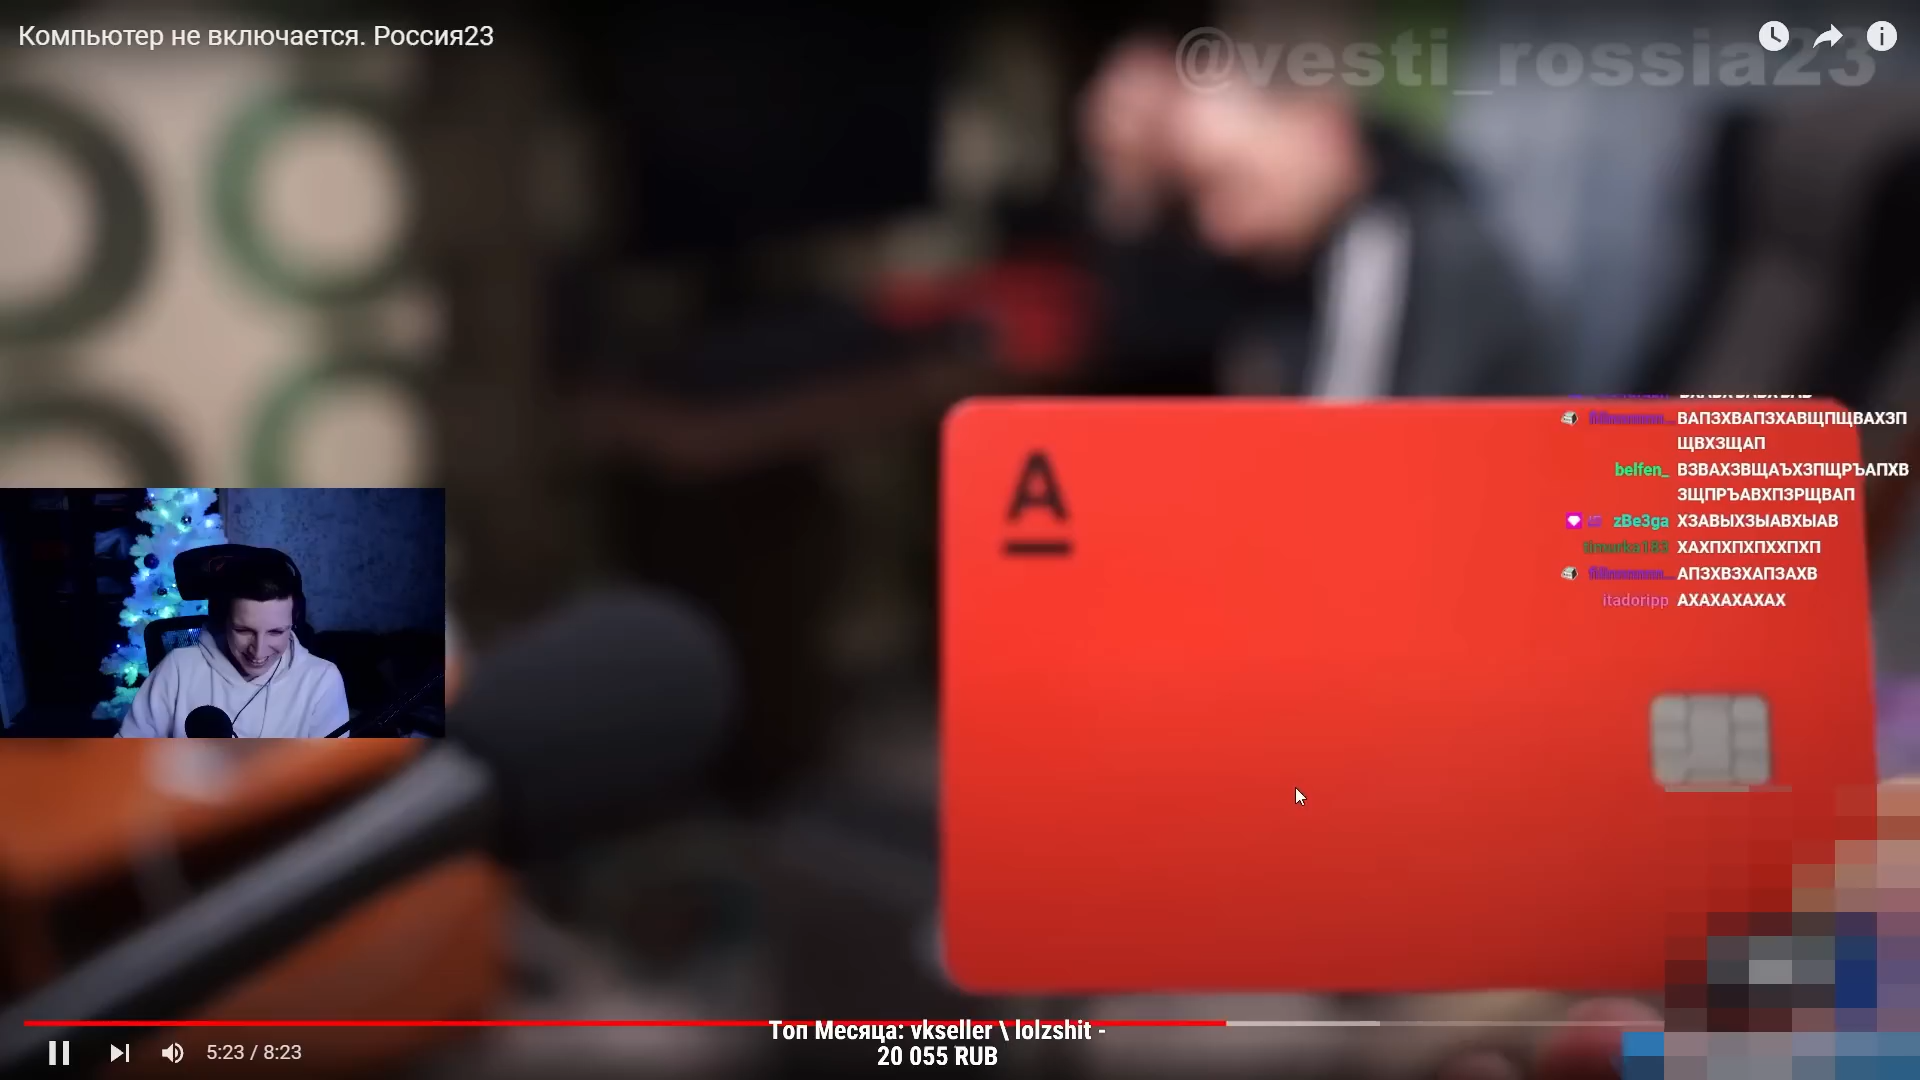 Компьютер не включается. Россия23
@vesti_rossia23
A
ВАПЗХВАПЗХАВЩПЩВАХЗП
ЩВХЗЩАП
belfen_ ВЗВАХЗВЩАЪХЗПЩРЪАПХВ
ЗЩПРЪАВХПЗРЩВАП
zBe3ga ХЗАВЫХЗЫАВХЫАВ
timurka183 ХАХПХПХПХХПХП
АПЗХВЗХАПЗАХВ
itadoripp АХАХАХАХАХ
Топ Месяца: vkseller \ lolzshit -
20 055 RUB
5:23 / 8:23